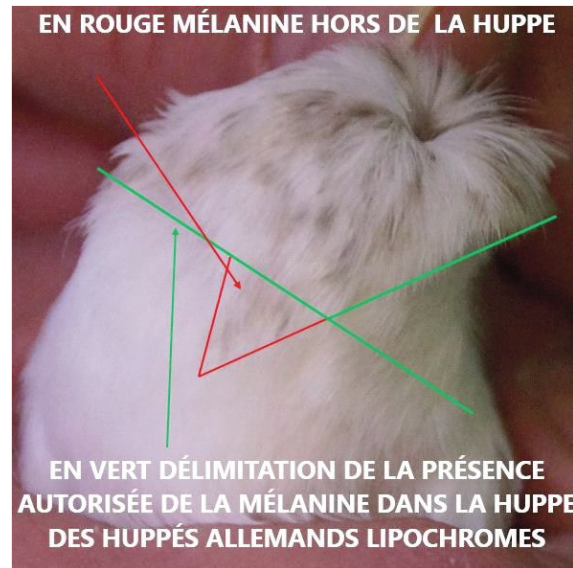 EN ROUGE MÉLANINE HORS DE LA HUPPE
EN VERT DÉLIMITATION DE LA PRÉSENCE
AUTORISÉE DE LA MÉLANINE DANS LA HUPPE
DES HUPPÉS ALLEMANDS LIPOCHROMES